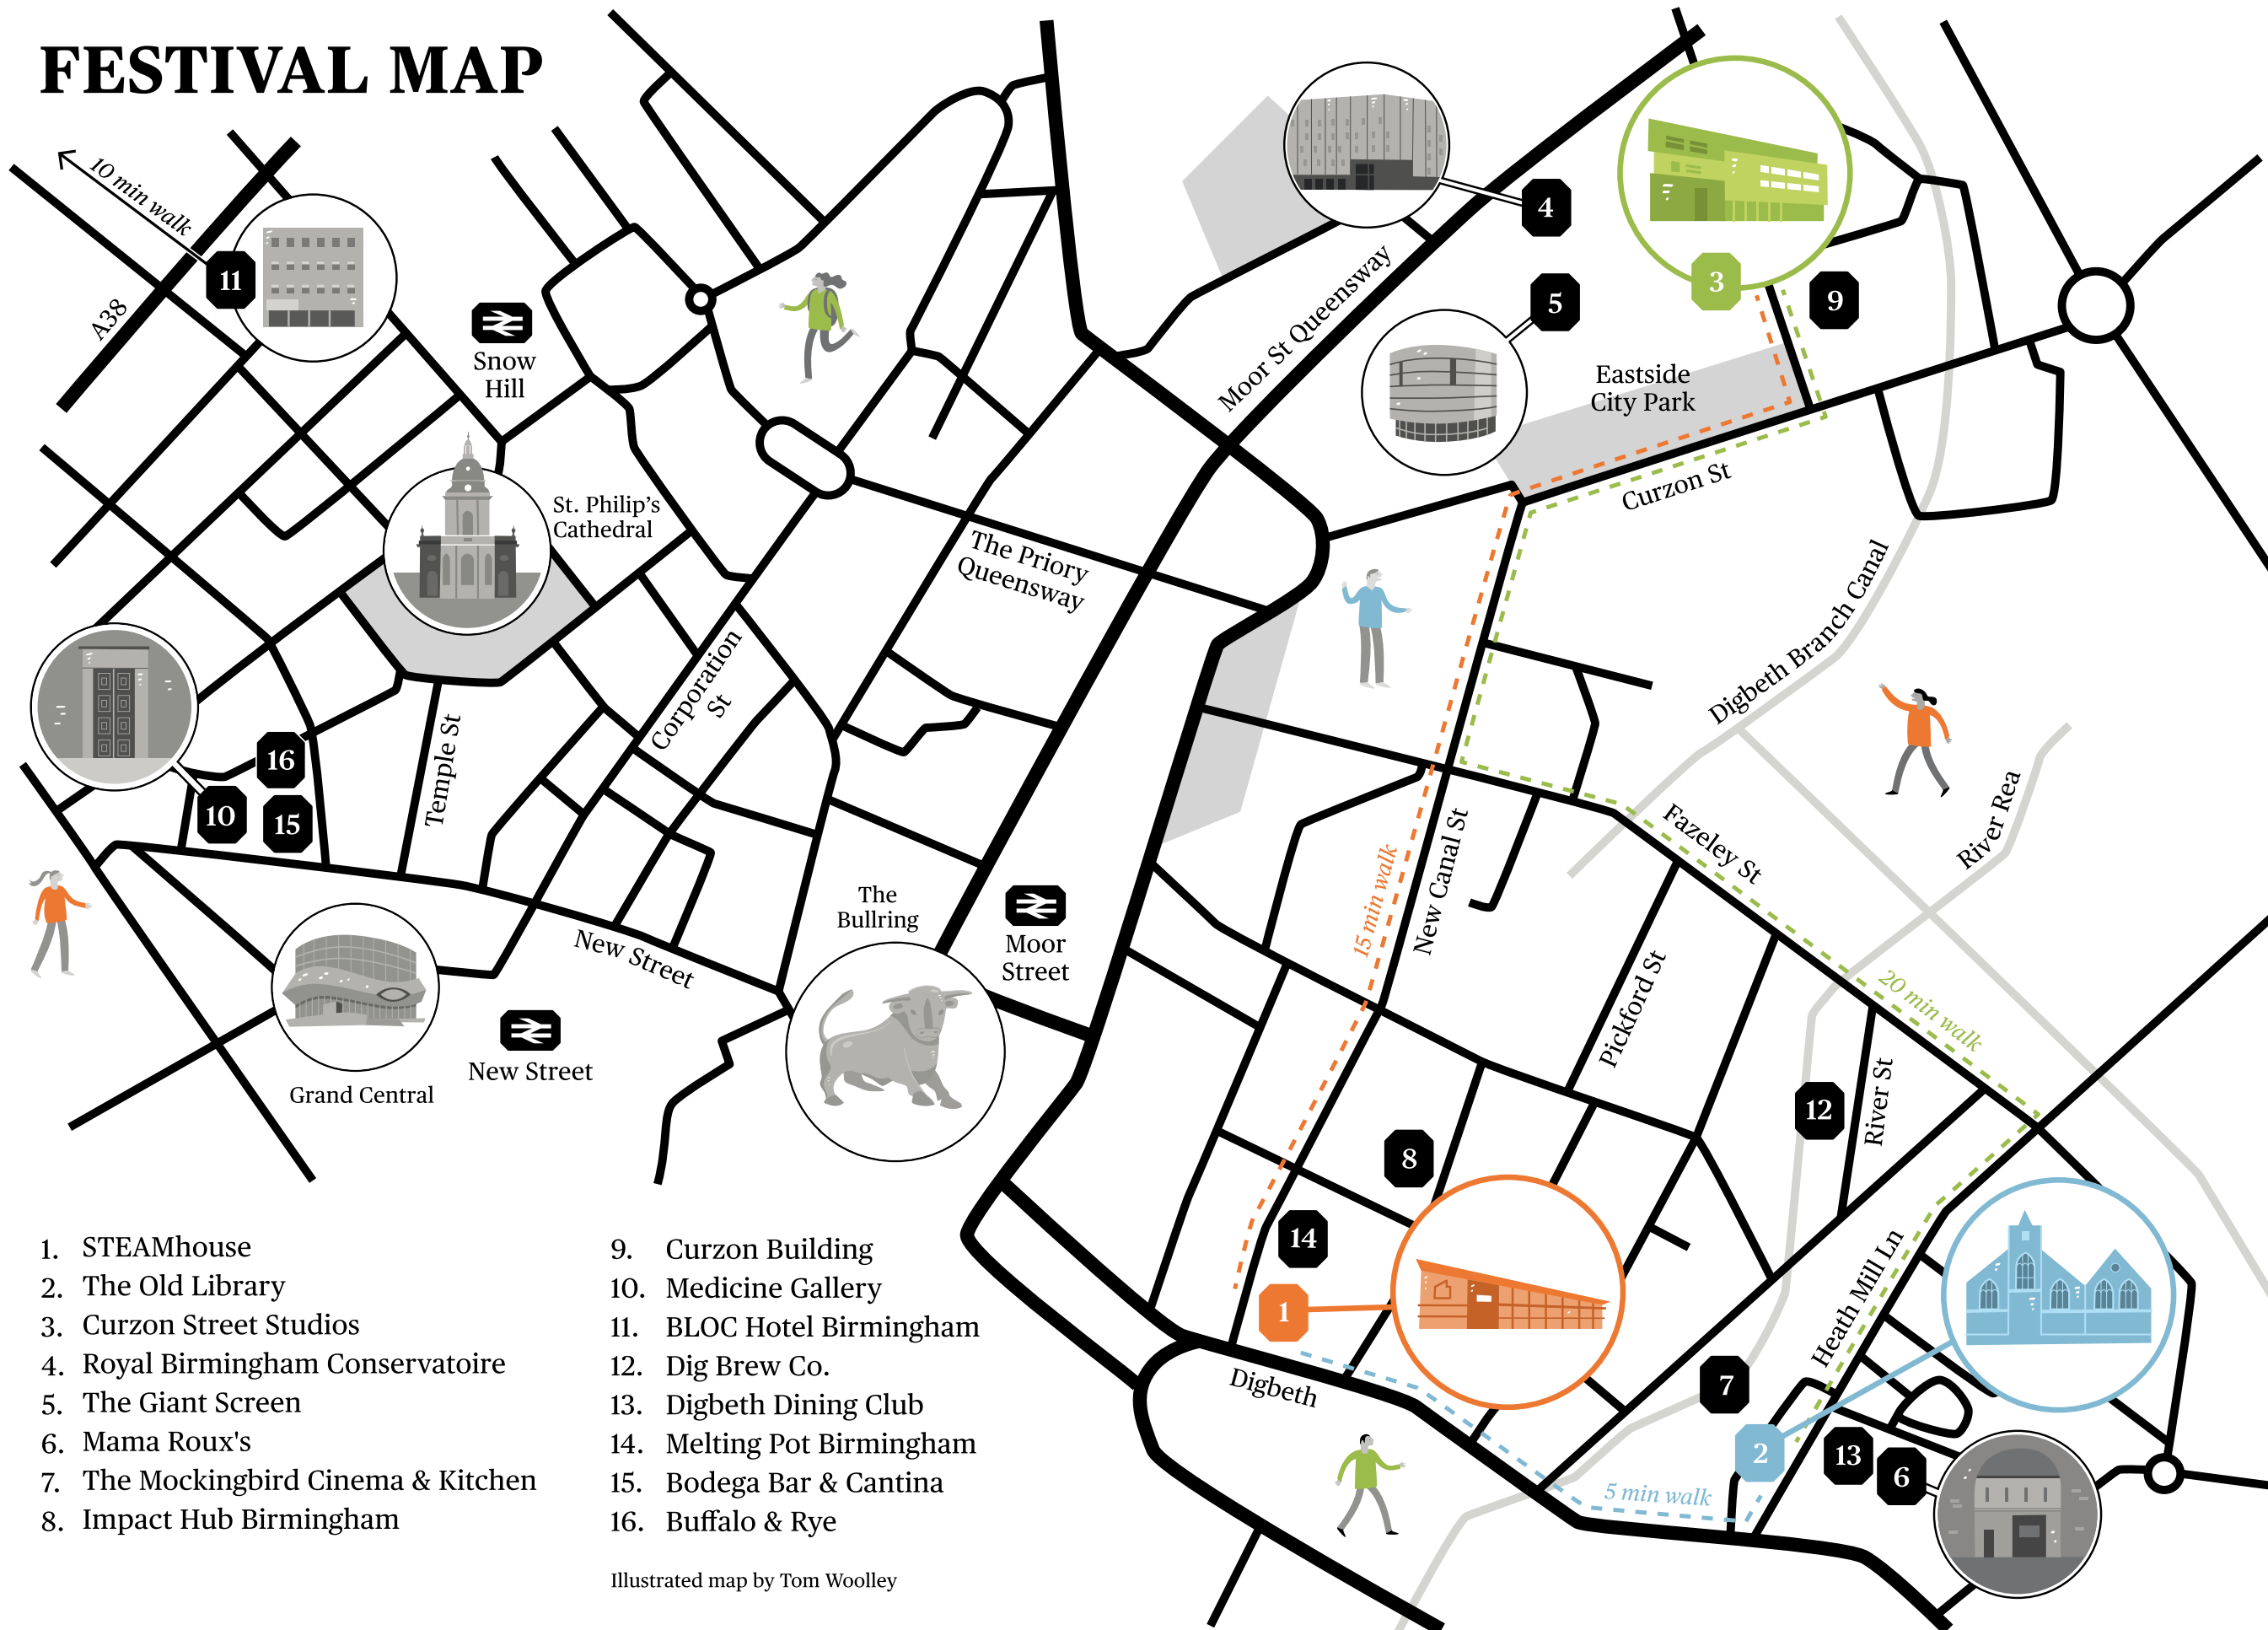 FESTIVAL MAP
10 min walk
A38
11
Snow
Hill
St. Philip’s
Cathedral
16
10
15
Temple St
Corporation
St
The Priory
Queensway
Moor St Queensway
4
5
3
9
Eastside
City Park
Curzon St
Digbeth Branch Canal
River Rea
Fazeley St
New Canal St
15 min walk
Pickford St
20 min walk
River St
12
The
Bullring
Moor
Street
New Street
Grand Central
New Street
8
14
1
Digbeth
Heath Mill Ln
7
2
13
6
5 min walk
1. STEAMhouse
2. The Old Library
3. Curzon Street Studios
4. Royal Birmingham Conservatoire
5. The Giant Screen
6. Mama Roux's
7. The Mockingbird Cinema & Kitchen
8. Impact Hub Birmingham
9. Curzon Building
10. Medicine Gallery
11. BLOC Hotel Birmingham
12. Dig Brew Co.
13. Digbeth Dining Club
14. Melting Pot Birmingham
15. Bodega Bar & Cantina
16. Buffalo & Rye
Illustrated map by Tom Woolley